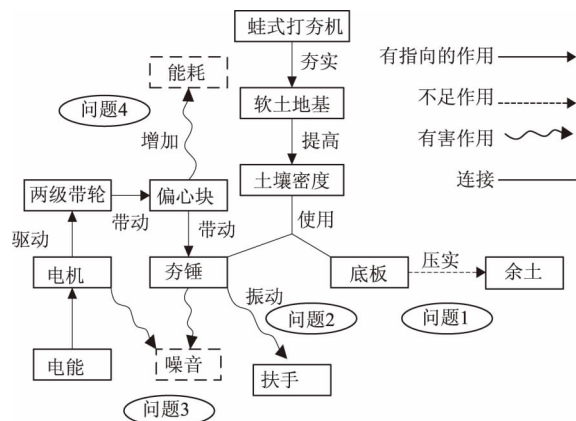 蛙式打夯机
能耗
夯实
有指向的作用
问题4
软土地基
不足作用
增加
提高
有害作用
两级带轮
偏心块
土壤密度
连接
带动
使用
驱动
带动
电机
夯锤
底板
压实
余土
振动
问题2
问题1
电能
噪音
扶手
问题3